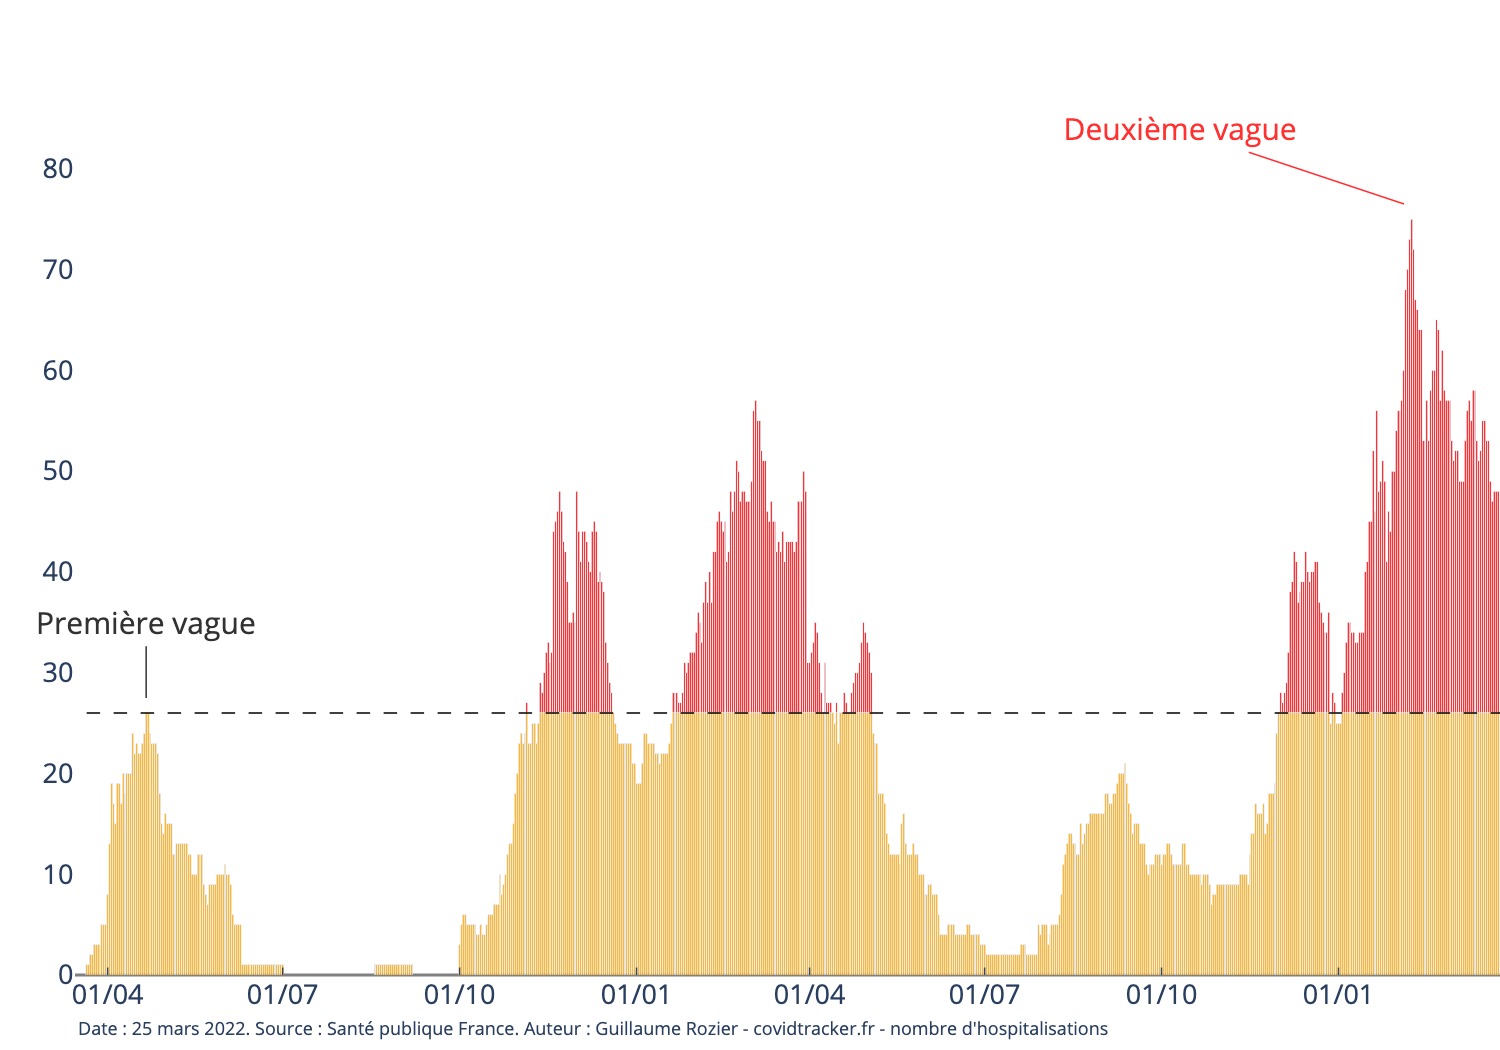 Deuxième vague
80
70
60
50
40
Première vague
30
20
10
0
01/04 01/07 01/10 01/01 01/04 01/07 01/10 01/01
Date : 25 mars 2022. Source : Santé publique France. Auteur : Guillaume Rozier - covidtracker.fr - nombre d'hospitalisations